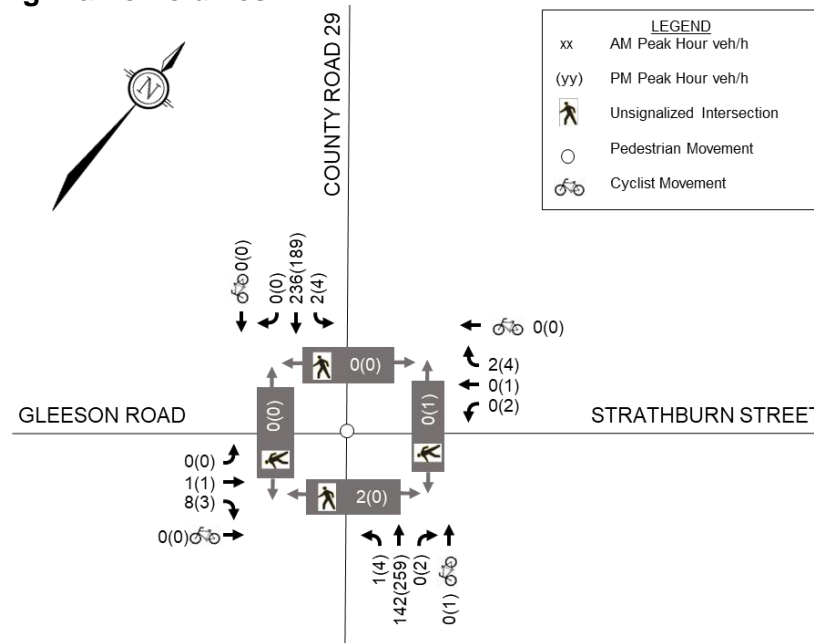 COUNTY ROAD 29
LEGEND
xx AM Peak Hour veh/h
(yy) PM Peak Hour veh/h
Unsignalized Intersection
Pedestrian Movement
Cyclist Movement
N
0(0)
0(0)
236(189)
2(4)
0(0)
2(4)
0(1)
0(2)
0(0)
0(0)
0(1)
2(0)
GLEESON ROAD
STRATHBURN STREET
0(0)
1(1)
8(3)
0(0)
1(4)
142(259)
0(2)
0(1)